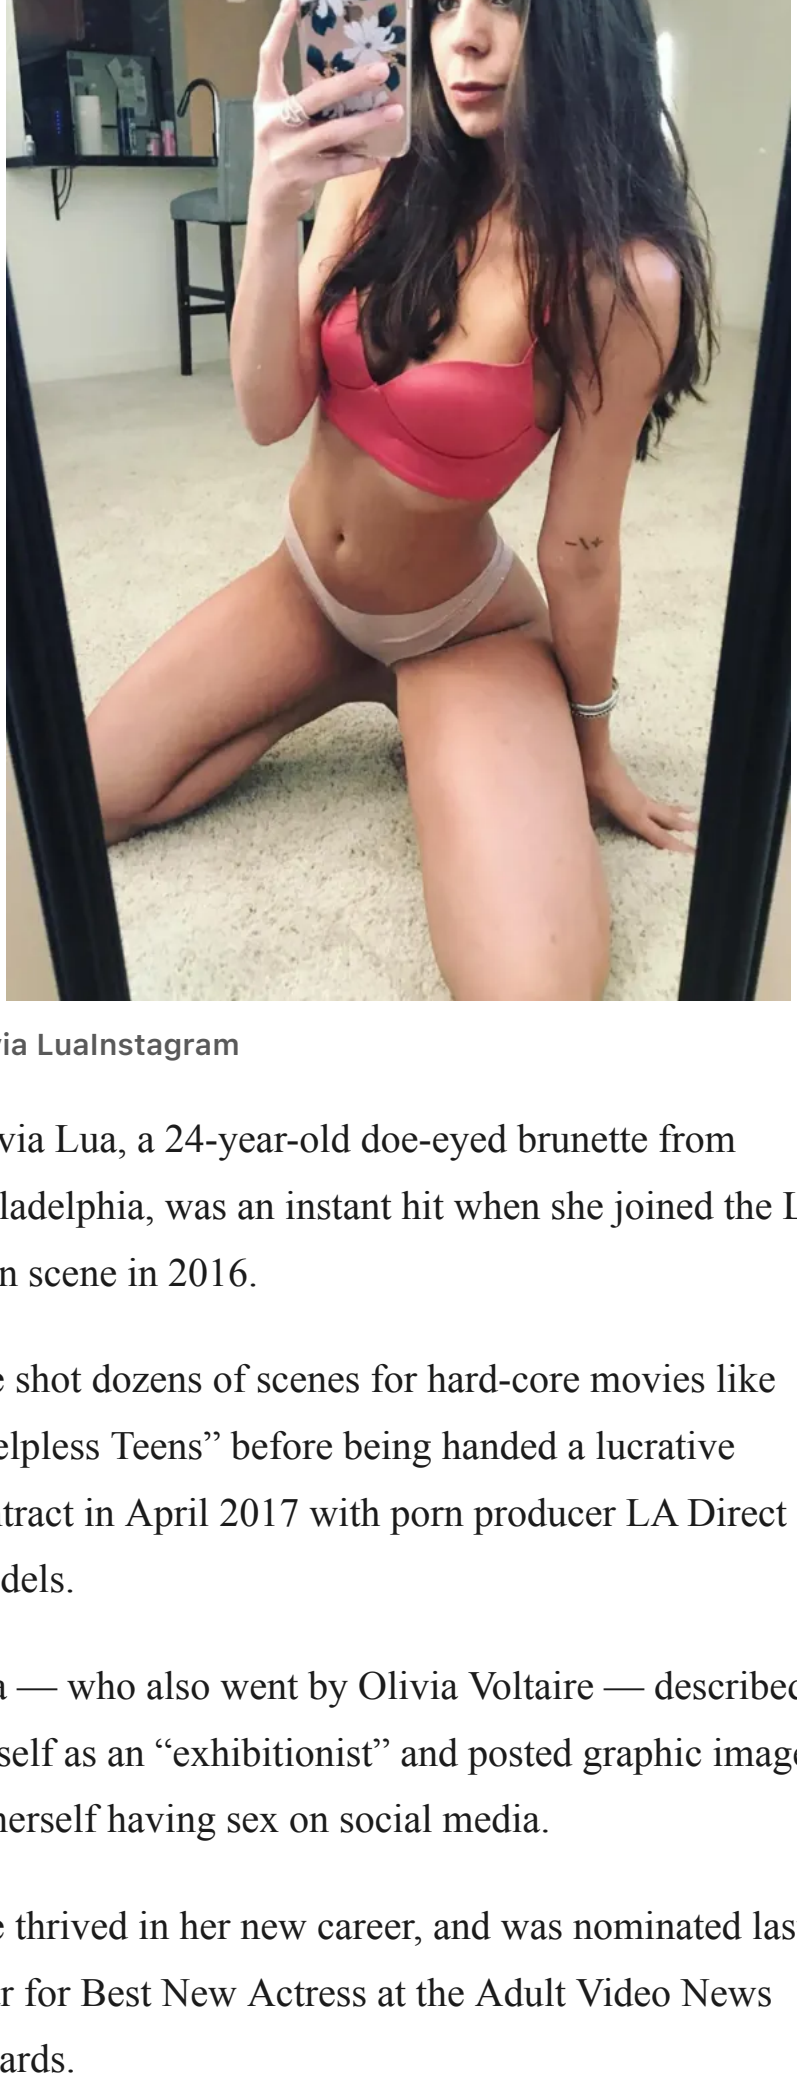 via LuaInstagram
via Lua, a 24-year-old doe-eyed brunette from
ladelphia, was an instant hit when she joined the L
n scene in 2016.
e shot dozens of scenes for hard-core movies like
elpless Teens” before being handed a lucrative
ntract in April 2017 with porn producer LA Direct
dels.
a — who also went by Olivia Voltaire — described
self as an “exhibitionist” and posted graphic image
herself having sex on social media.
e thrived in her new career, and was nominated las
r for Best New Actress at the Adult Video News
ards.